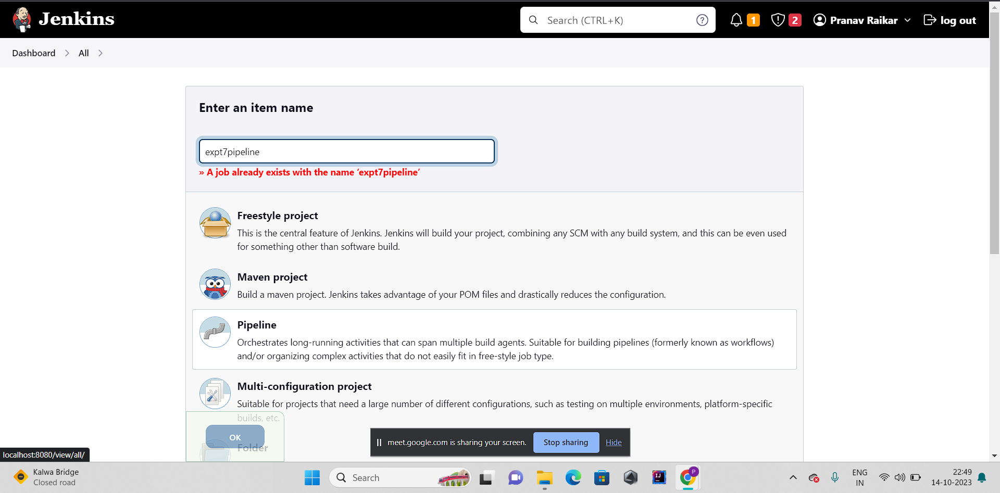 Jenkins
Search (CTRL+K)
1
2
Pranav Raikar
log out
Dashboard
All
Enter an item name
expt7pipeline
» A job already exists with the name ‘expt7pipeline’
Freestyle project
This is the central feature of Jenkins. Jenkins will build your project, combining any SCM with any build system, and this can be even used
for something other than software build.
Maven project
Build a maven project. Jenkins takes advantage of your POM files and drastically reduces the configuration.
Pipeline
Orchestrates long-running activities that can span multiple build agents. Suitable for building pipelines (formerly known as workflows)
and/or organizing complex activities that do not easily fit in free-style job type.
Multi-configuration project
Suitable for projects that need a large number of different configurations, such as testing on multiple environments, platform-specific
builds, etc.
OK
Folder
meet.google.com is sharing your screen.
Stop sharing
Hide
localhost:8080/view/all/
Kalwa Bridge
Closed road
Search
IJ
P
ENG
IN
22:49
14-10-2023